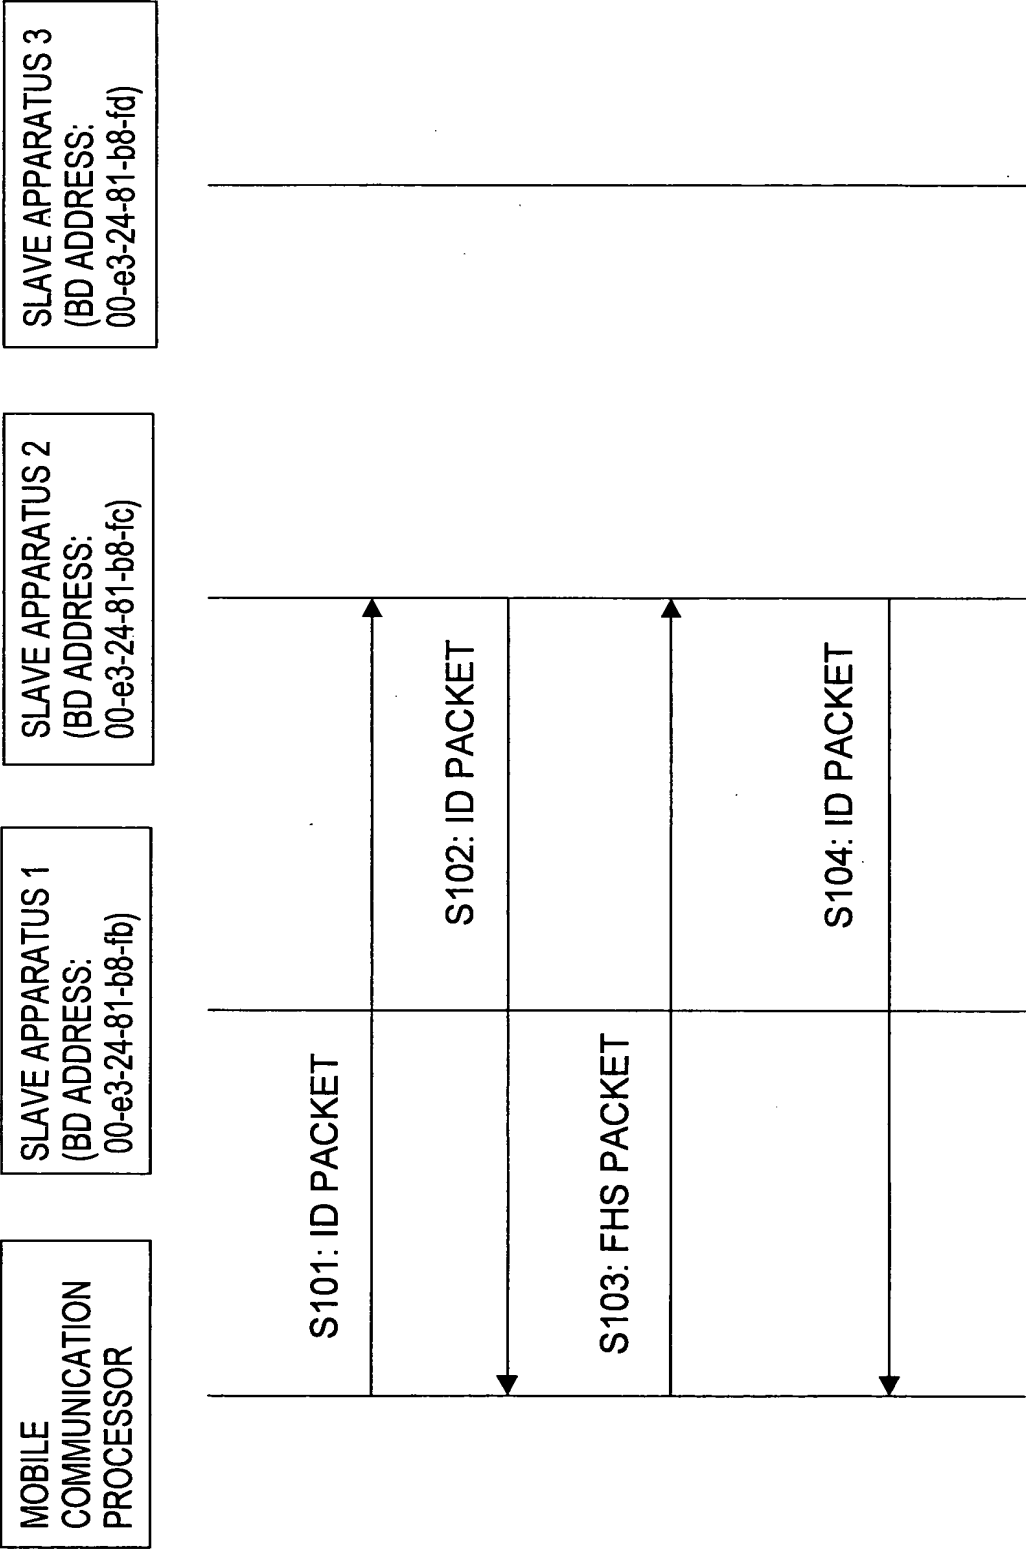 MOBILE
COMMUNICATION
PROCESSOR
SLAVE APPARATUS 1
(BD ADDRESS:
00-e3-24-81-b8-fb)
SLAVE APPARATUS 2
(BD ADDRESS:
00-e3-24-81-b8-fc)
SLAVE APPARATUS 3
(BD ADDRESS:
00-e3-24-81-b8-fd)
S101: ID PACKET
S102: ID PACKET
S103: FHS PACKET
S104: ID PACKET